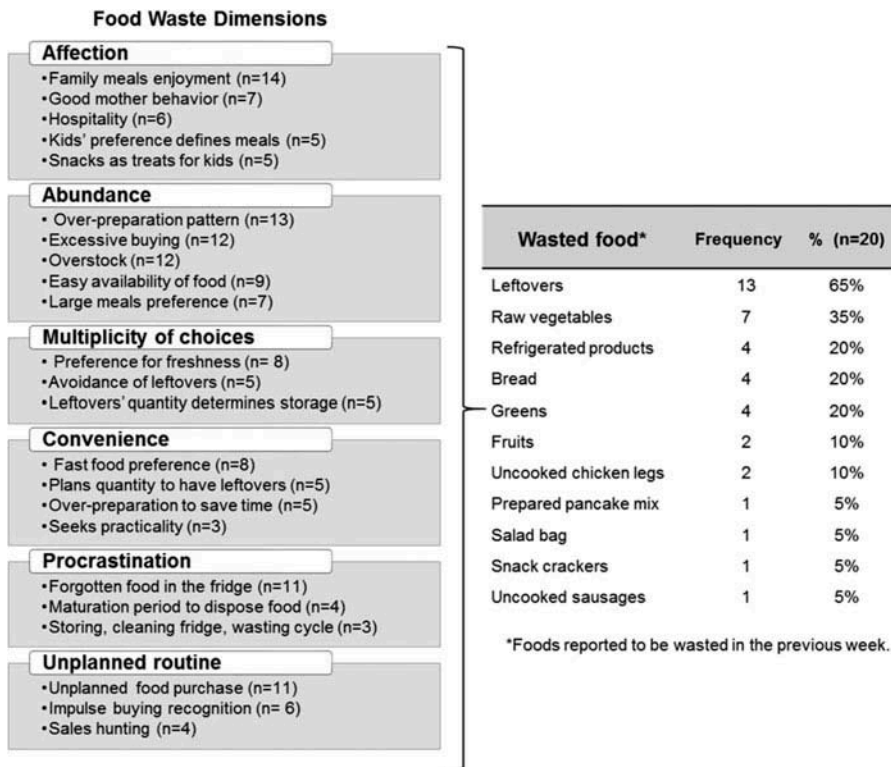 Food Waste Dimensions
Affection
•Family meals enjoyment (n=14)
•Good mother behavior (n=7)
•Hospitality (n=6)
•Kids' preference defines meals (n=5)
•Snacks as treats for kids (n=5)
Abundance
• Over-preparation pattern (n=13)
•Excessive buying (n=12)
•Overstock (n=12)
•Easy availability of food (n=9)
•Large meals preference (n=7)
Multiplicity of choices
• Preference for freshness (n= 8)
•Avoidance of leftovers (n=5)
•Leftovers' quantity determines storage (n=5)
Convenience
• Fast food preference (n=8)
•Plans quantity to have leftovers (n=5)
•Over-preparation to save time (n=5)
•Seeks practicality (n=3)
Procrastination
•Forgotten food in the fridge (n=11)
•Maturation period to dispose food (n=4)
•Storing, cleaning fridge, wasting cycle (n=3)
Unplanned routine
•Unplanned food purchase (n=11)
•Impulse buying recognition (n= 6)
•Sales hunting (n=4)
Wasted food* Frequency % (n=20)
Leftovers 13 65%
Raw vegetables 7 35%
Refrigerated products 4 20%
Bread 4 20%
Greens 4 20%
Fruits 2 10%
Uncooked chicken legs 2 10%
Prepared pancake mix 1 5%
Salad bag 1 5%
Snack crackers 1 5%
Uncooked sausages 1 5%
*Foods reported to be wasted in the previous week.